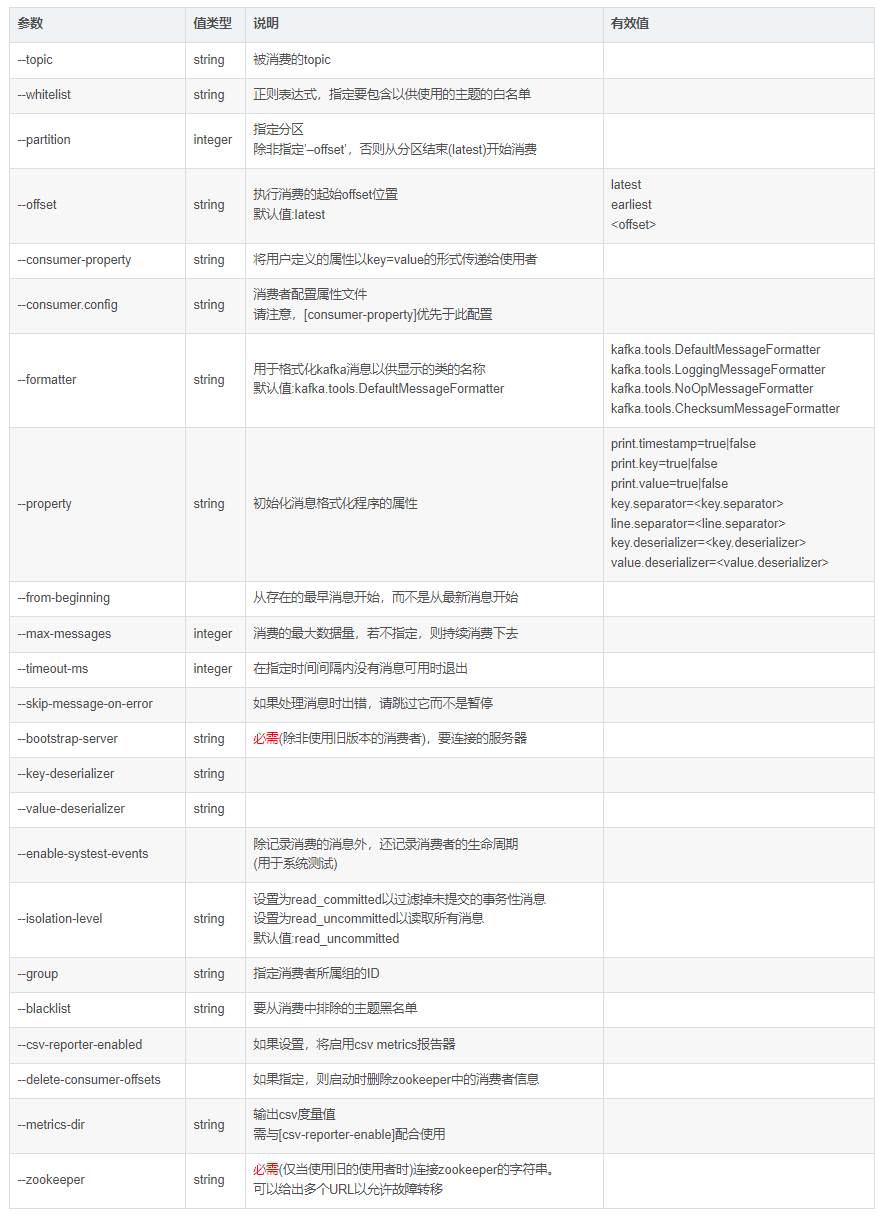 参数 值类型 说明 有效值
--topic string 被消费的topic
--whitelist string 正则表达式，指定要包含以供使用的主题的白名单
--partition integer 指定分区
除非指定’–offset’，否则从分区结束(latest)开始消费
--offset string 执行消费的起始offset位置
默认值:latest
latest
earliest
<offset>
--consumer-property string 将用户定义的属性以key=value的形式传递给使用者
--consumer.config string 消费者配置属性文件
请注意，[consumer-property]优先于此配置
--formatter string 用于格式化kafka消息以供显示的类的名称
默认值:kafka.tools.DefaultMessageFormatter
kafka.tools.DefaultMessageFormatter
kafka.tools.LoggingMessageFormatter
kafka.tools.NoOpMessageFormatter
kafka.tools.ChecksumMessageFormatter
--property string 初始化消息格式化程序的属性
print.timestamp=true|false
print.key=true|false
print.value=true|false
key.separator=<key.separator>
line.separator=<line.separator>
key.deserializer=<key.deserializer>
value.deserializer=<value.deserializer>
--from-beginning 从存在的最早消息开始，而不是从最新消息开始
--max-messages integer 消费的最大数据量，若不指定，则持续消费下去
--timeout-ms integer 在指定时间间隔内没有消息可用时退出
--skip-message-on-error 如果处理消息时出错，请跳过它而不是暂停
--bootstrap-server string 必需(除非使用旧版本的消费者)，要连接的服务器
--key-deserializer string
--value-deserializer string
--enable-systest-events 除记录消费的消息外，还记录消费者的生命周期
(用于系统测试)
--isolation-level string 设置为read_committed以过滤掉未提交的事务性消息
设置为read_uncommitted以读取所有消息
默认值:read_uncommitted
--group string 指定消费者所属组的ID
--blacklist string 要从消费中排除的主题黑名单
--csv-reporter-enabled 如果设置，将启用csv metrics报告器
--delete-consumer-offsets 如果指定，则启动时删除zookeeper中的消费者信息
--metrics-dir string 输出csv度量值
需与[csv-reporter-enable]配合使用
--zookeeper string 必需(仅当使用旧的使用者时)连接zookeeper的字符串。
可以给出多个URL以允许故障转移